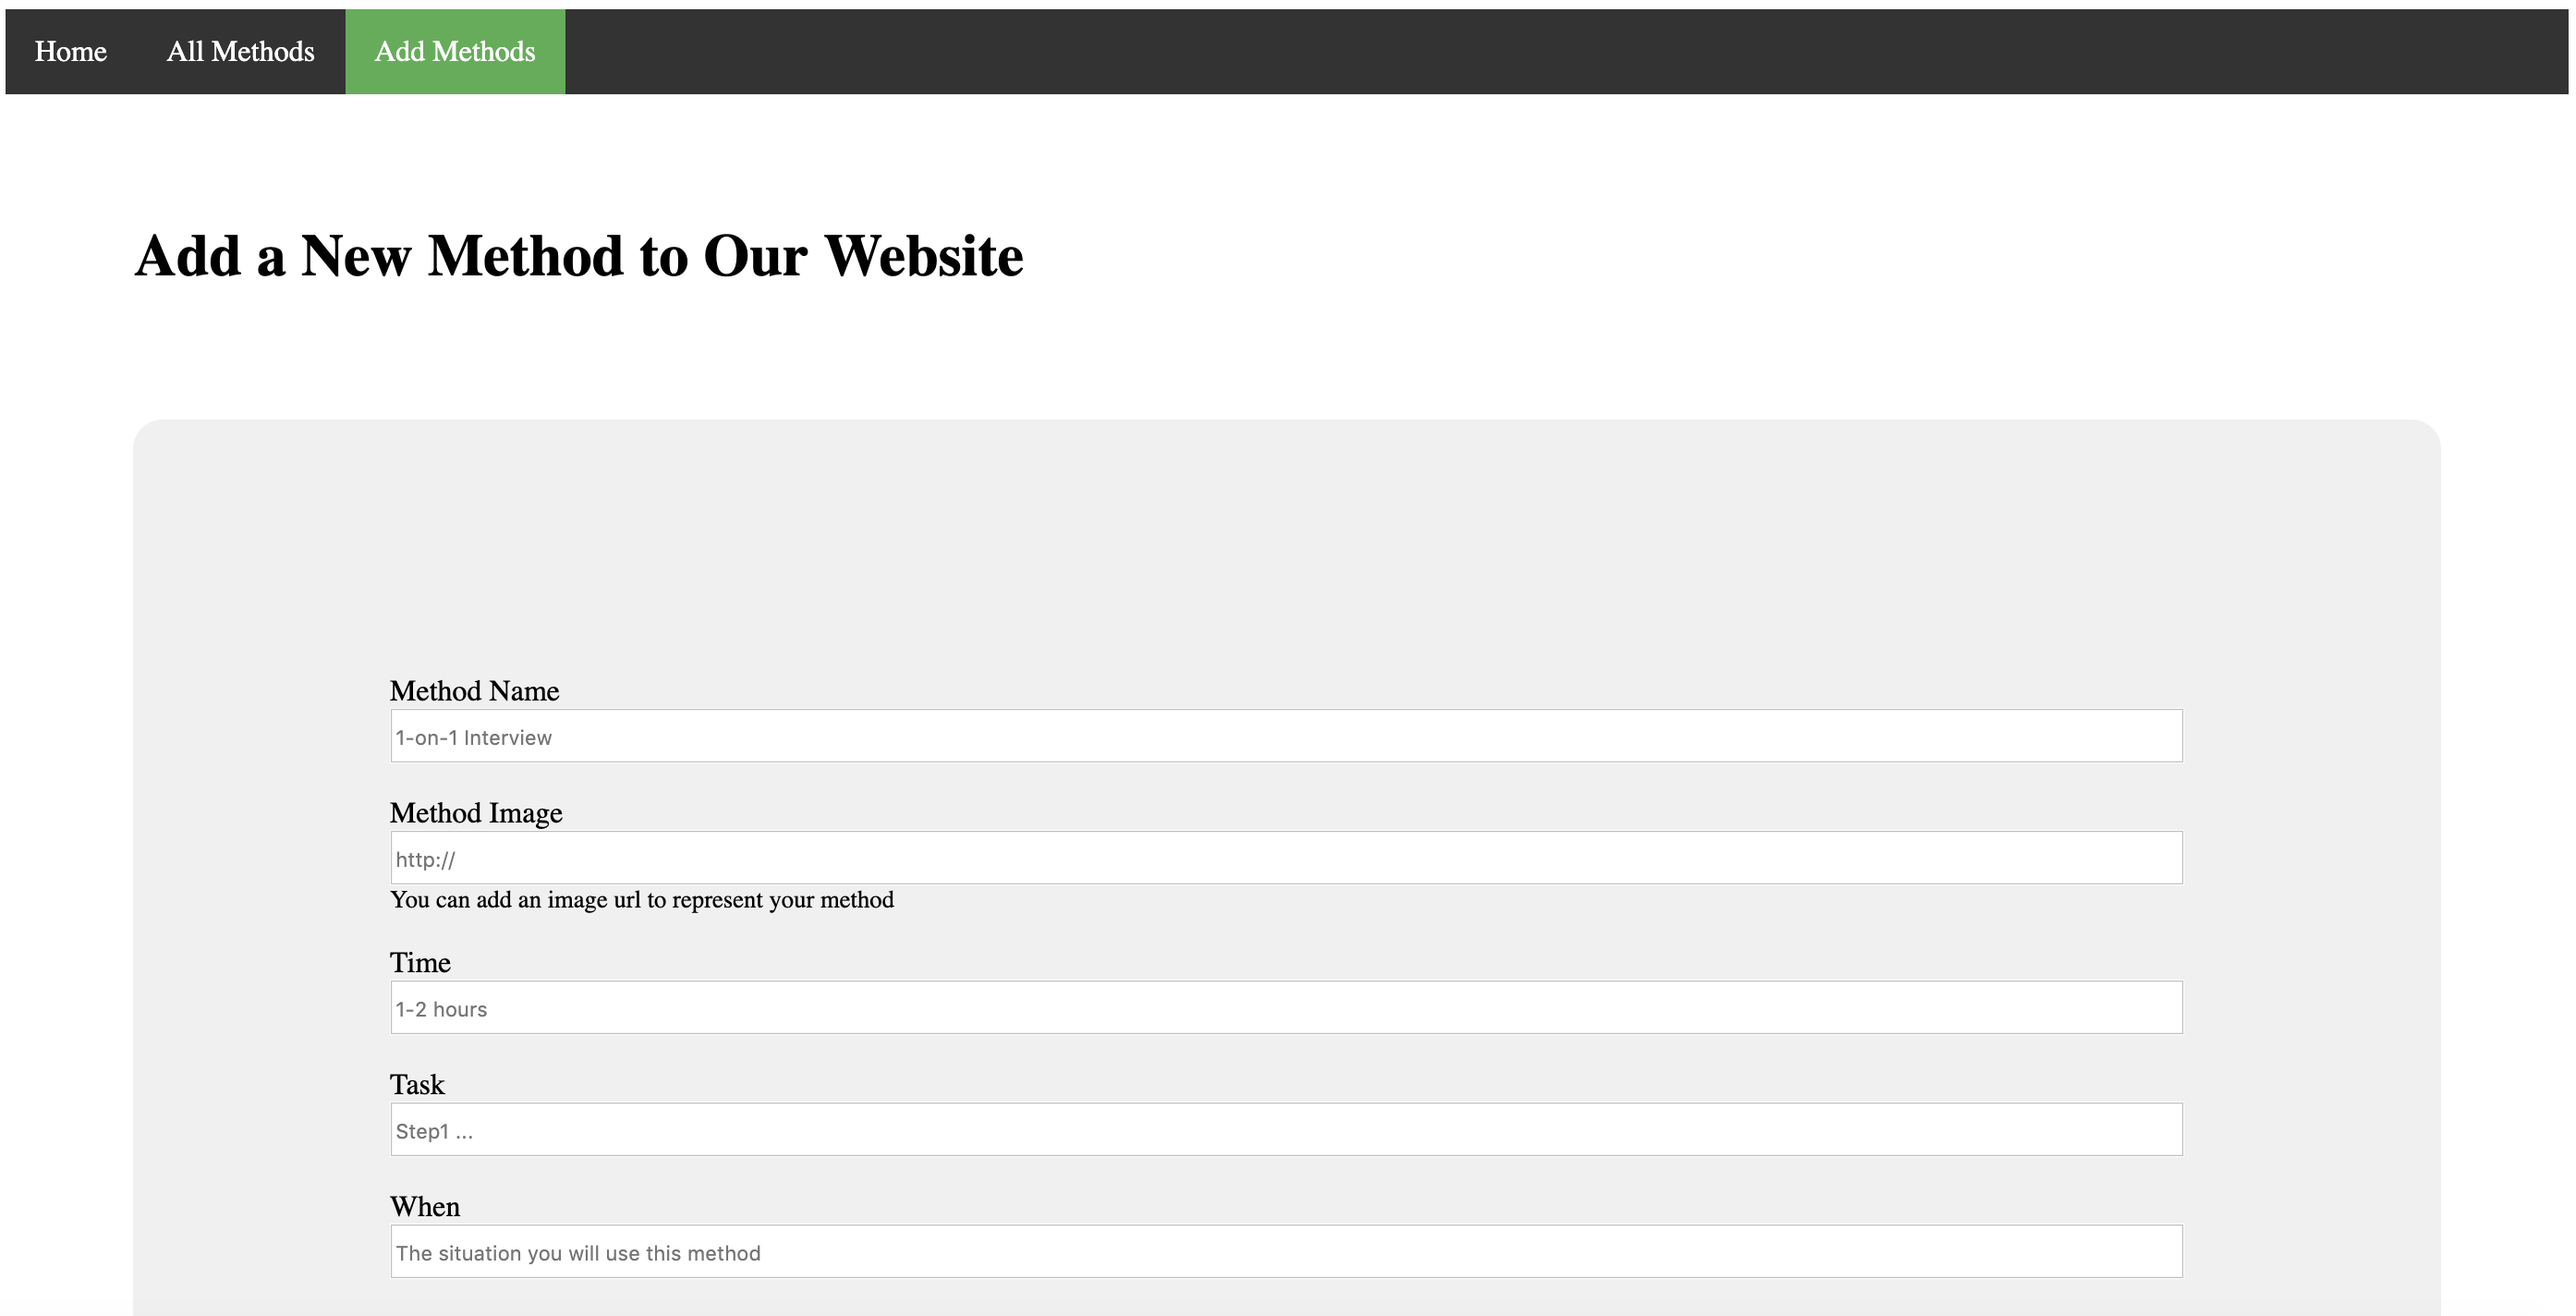 Home All Methods Add Methods
Add a New Method to Our Website
Method Name
1-on-1 Interview
Method Image
http://
You can add an image url to represent your method
Time
1-2 hours
Task
Step1 ...
When
The situation you will use this method